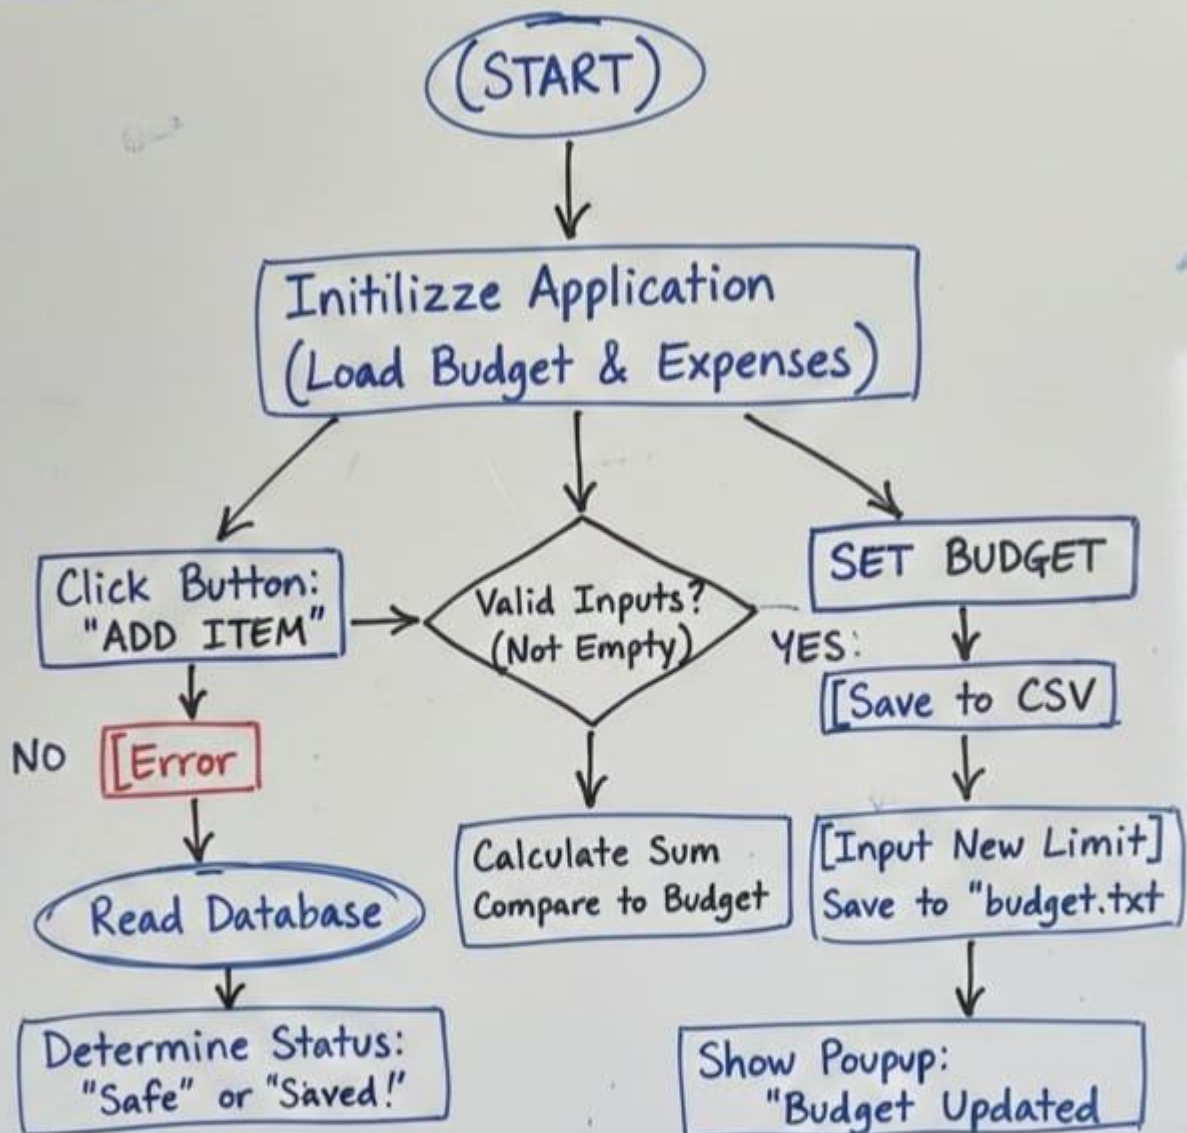 (START)
Initilizze Application
(Load Budget & Expenses)
Click Button:
"ADD ITEM"
Valid Inputs?
(Not Empty)
SET BUDGET
YES:
[Save to CSV
NO
[Error
Calculate Sum
Compare to Budget
[Input New Limit]
Save to "budget.txt
Read Database
Determine Status:
"Safe" or "Saved!'
Show Poupup:
"Budget Updated